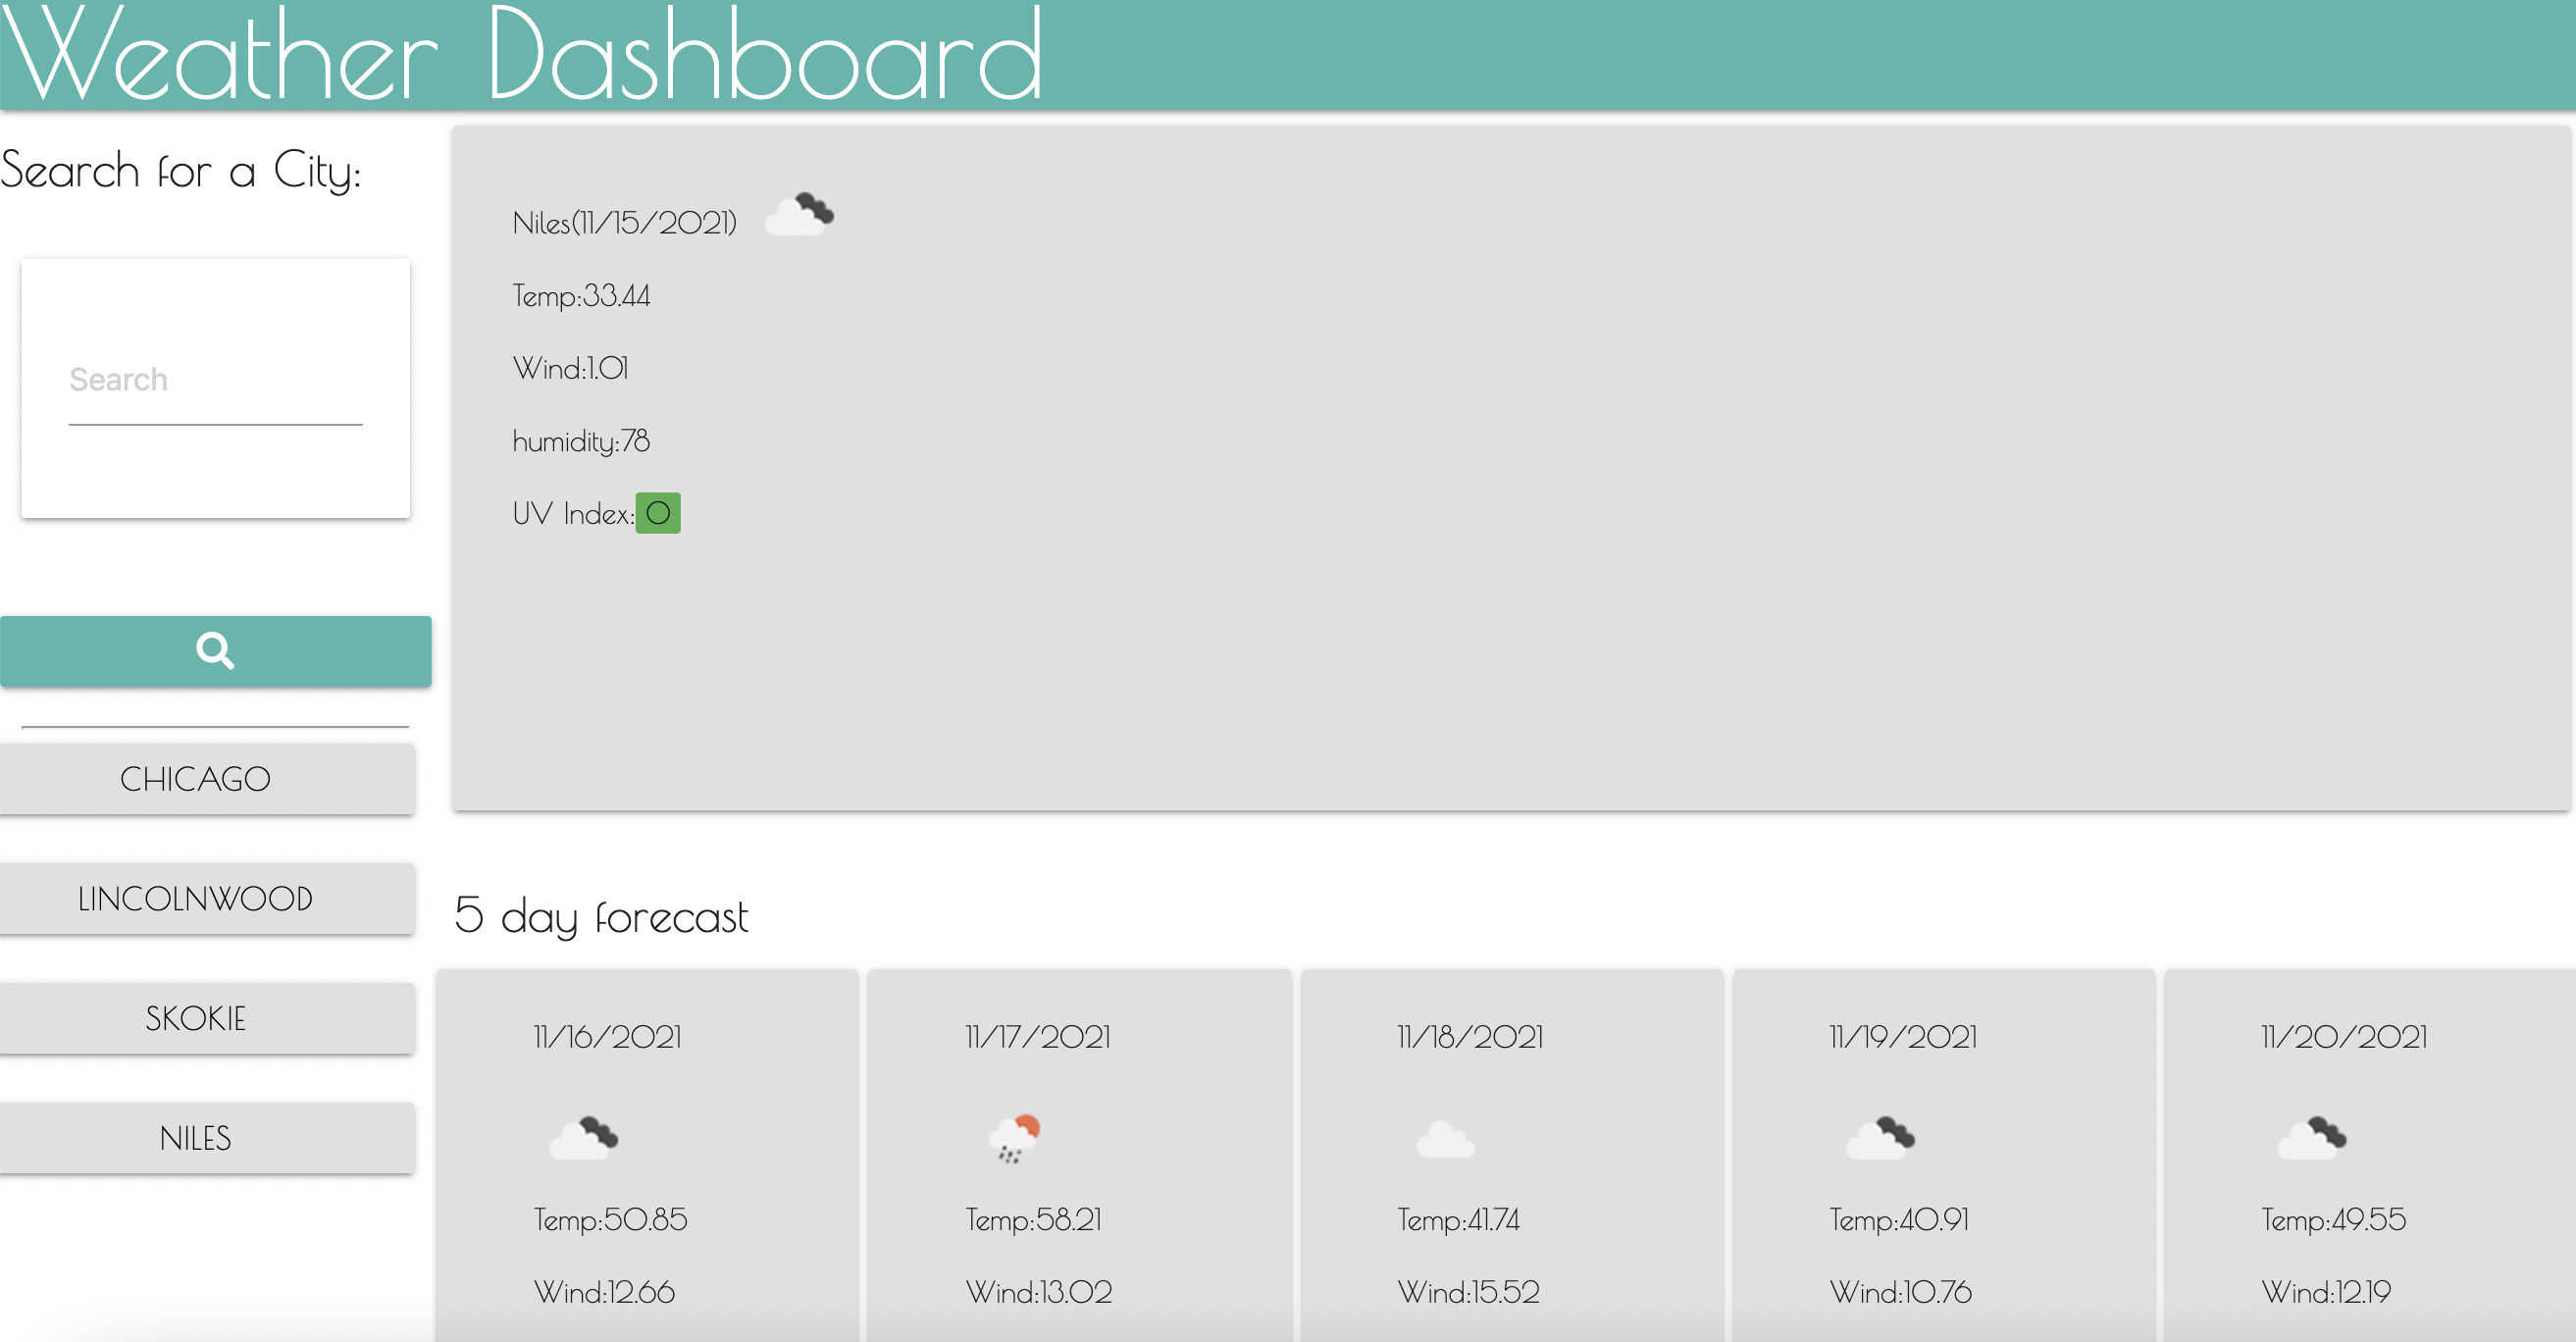 Weather Dashboard
Search for a City:
Search
CHICAGO
LINCOLNWOOD
SKOKIE
NILES
Niles(11/15/2021)
Temp:33.44
Wind:1.01
humidity:78
UV Index: 0
5 day forecast
11/16/2021
Temp:50.85
Wind:12.66
11/17/2021
Temp:58.21
Wind:13.02
11/18/2021
Temp:41.74
Wind:15.52
11/19/2021
Temp:40.91
Wind:10.76
11/20/2021
Temp:49.55
Wind:12.19